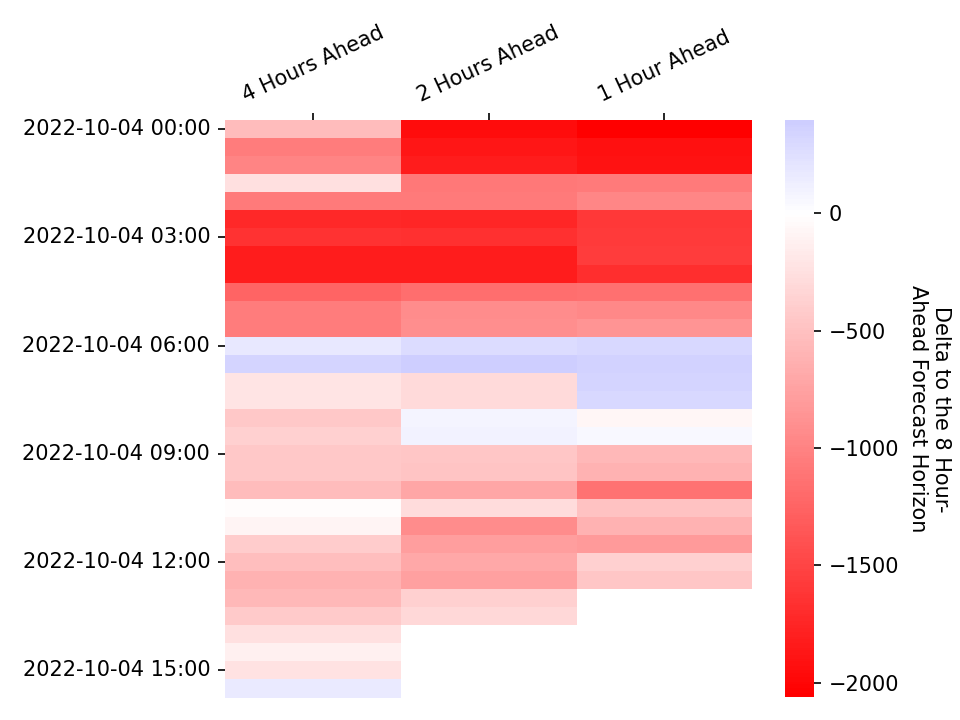 4 Hours Ahead
2 Hours Ahead
1 Hour Ahead
2022-10-04 00:00
2022-10-04 03:00
2022-10-04 06:00
2022-10-04 09:00
2022-10-04 12:00
2022-10-04 15:00
0
−500
−1000
−1500
−2000
Delta to the 8 Hour-
Ahead Forecast Horizon